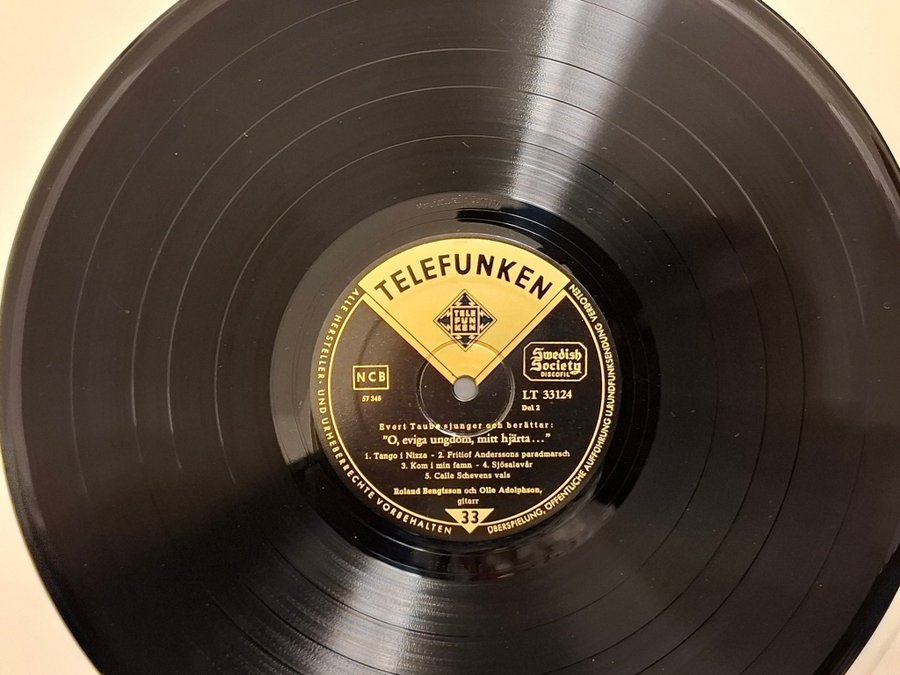 TELEFUNKEN
TELE
FUN
KEN
NCB
57 346
Swedish
Society
DISCOFIL
LT 33124
Del 2
Evert Taube sjunger och berättar:
"O, eviga ungdom, mitt hjärta..."
1. Tango i Nizza - 2. Fritiof Anderssons paradmarsch
3. Kom i min famn - 4. Sjösalavår
5. Calle Schevens vals
Roland Bengtsson och Olle Adolphson,
gitarr
33
ALLE HERSTELLER- UND URHEBERRECHTE VORBEHALTEN
ÜBERSPIELUNG, ÖFFENTLICHE AUFFÜHRUNG U.RUNDFUNKSENDUNG VERBOTEN